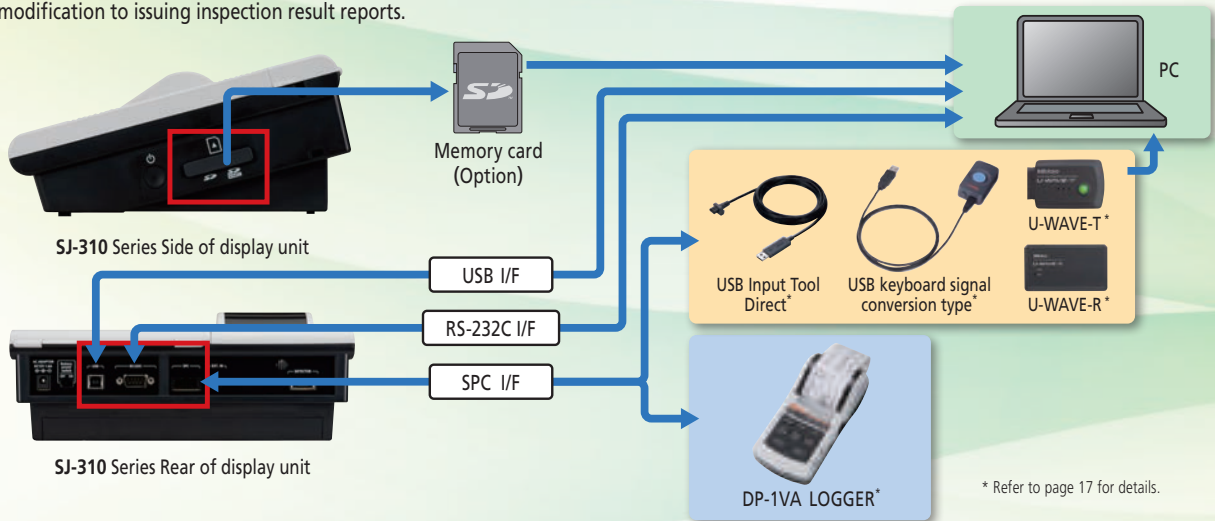 modification to issuing inspection result reports.
PC
Memory card
(Option)
U-WAVE-T*
SJ-310 Series Side of display unit
USB I/F
USB Input Tool
Direct*
USB keyboard signal
conversion type*
U-WAVE-R*
RS-232C I/F
SPC I/F
SJ-310 Series Rear of display unit
DP-1VA LOGGER*
* Refer to page 17 for details.